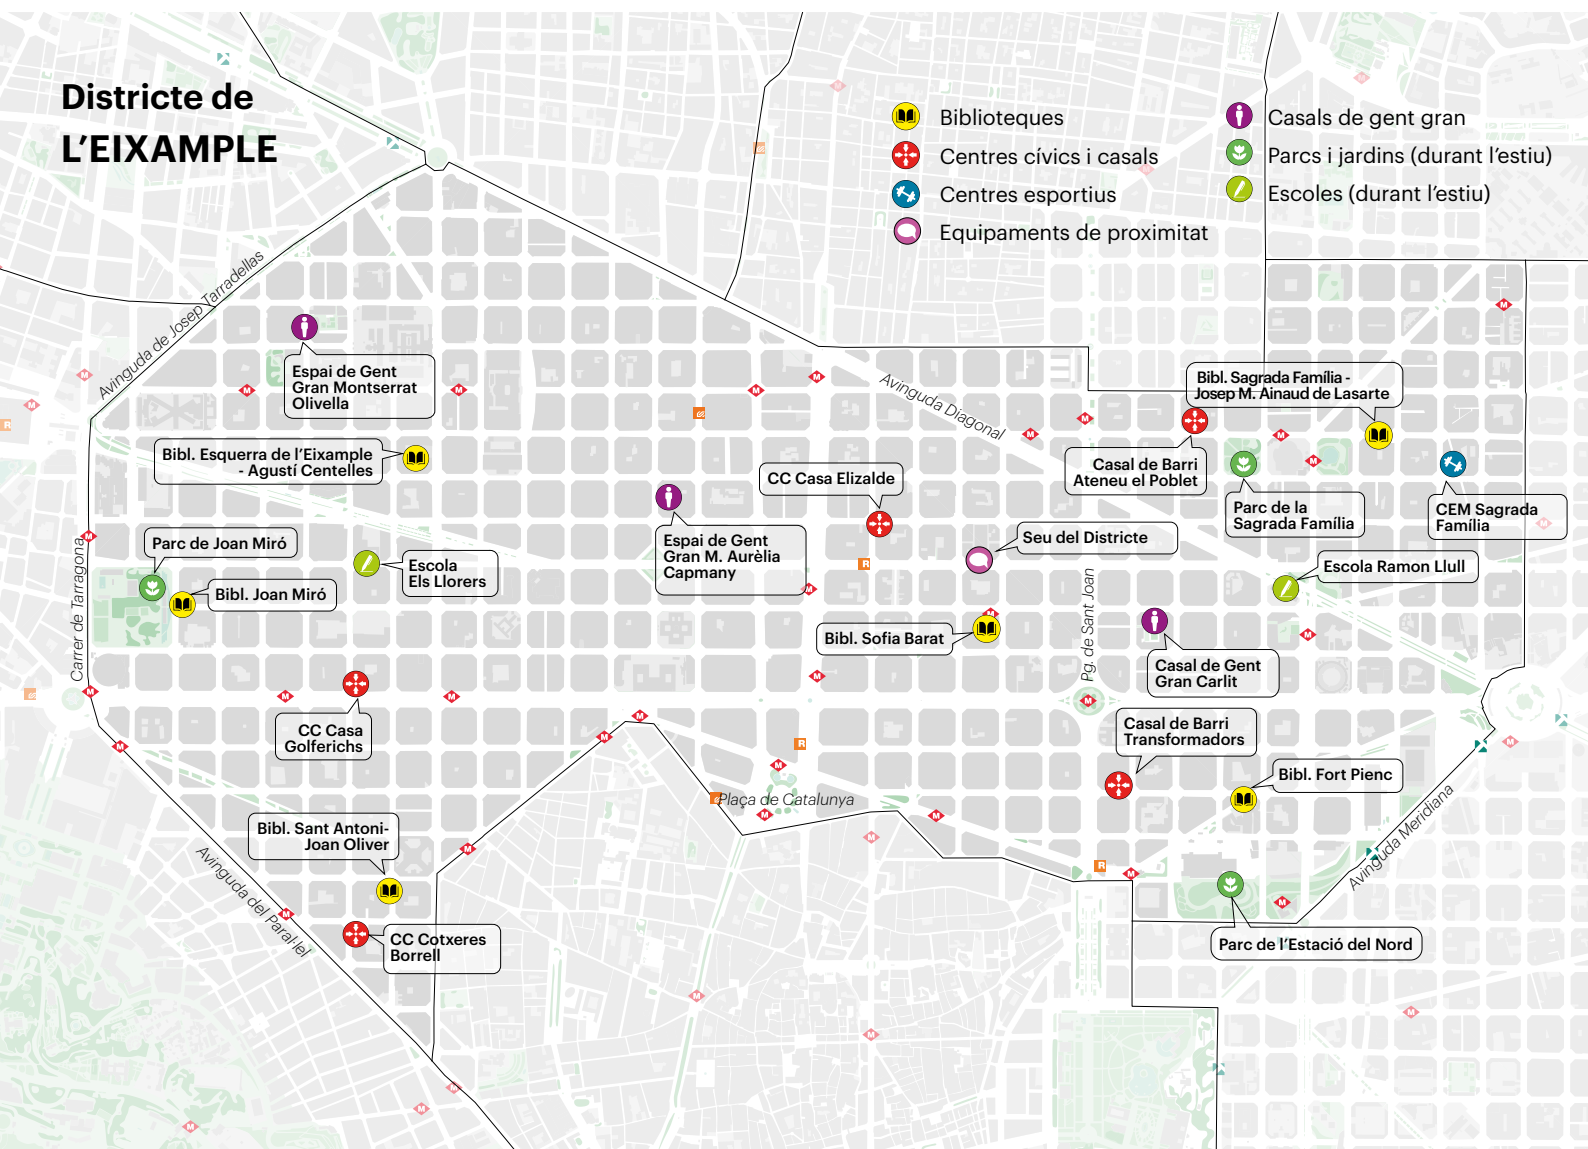 Districte de
L'EIXAMPLE
Biblioteques
Centres cívics i casals
Centres esportius
Equipaments de proximitat
Casals de gent gran
Parcs i jardins (durant l'estiu)
Escoles (durant l'estiu)
Avinguda de Josep Tarradellas
Espai de Gent
Gran Montserrat
Olivella
Avinguda Diagonal
Bibl. Sagrada Família -
Josep M. Ainaud de Lasarte
Bibl. Esquerra de l'Eixample
- Agustí Centelles
CC Casa Elizalde
Casal de Barri
Ateneu el Poblet
Parc de la
Sagrada Família
CEM Sagrada
Família
Parc de Joan Miró
Bibl. Joan Miró
Escola
Els Llorers
Espai de Gent
Gran M. Aurèlia
Capmany
Seu del Districte
Escola Ramon Llull
Carrer de Tarragona
Pg. de Sant Joan
Bibl. Sofia Barat
Casal de Gent
Gran Carlit
CC Casa
Golferichs
Casal de Barri
Transformadors
Bibl. Fort Pienc
Plaça de Catalunya
Avinguda Meridiana
Bibl. Sant Antoni-
Joan Oliver
Avinguda del Paral·lel
CC Cotxeres
Borrell
Parc de l'Estació del Nord